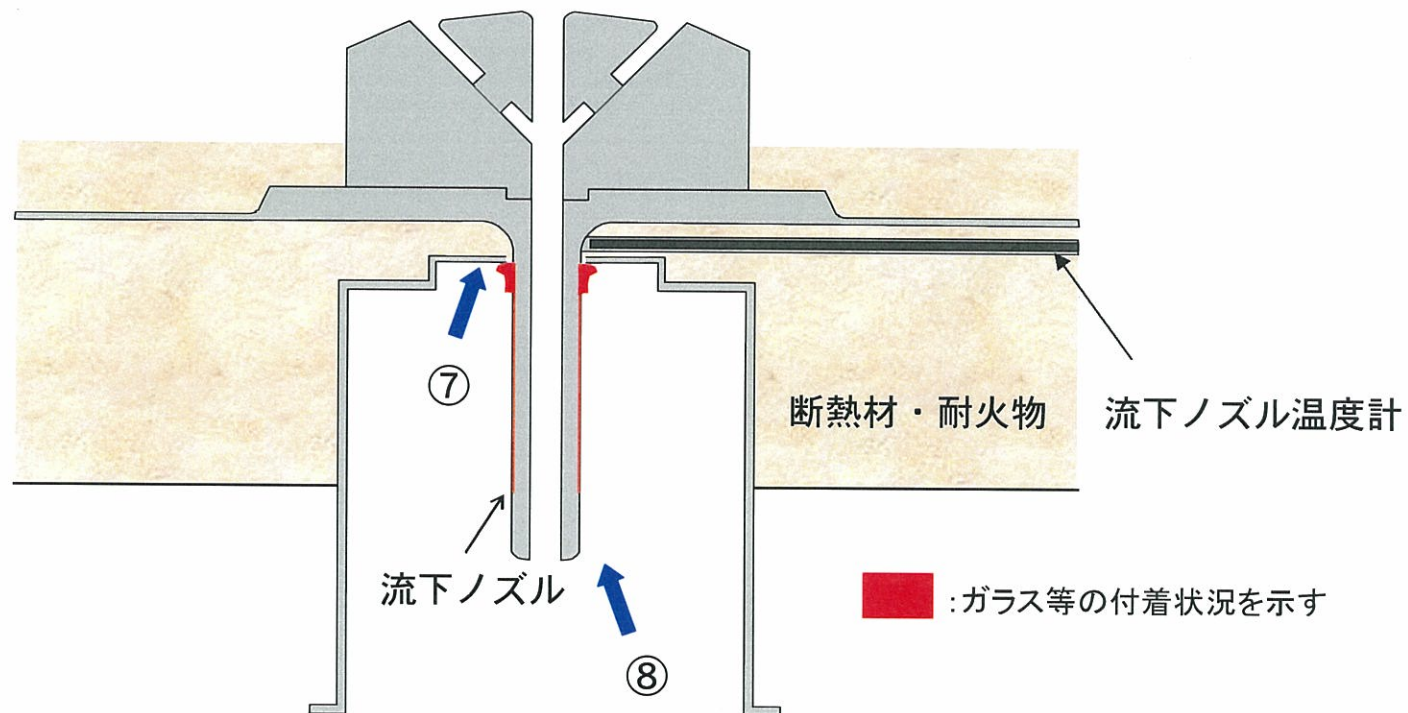 ⑦
断熱材・耐火物
流下ノズル温度計
流下ノズル
:ガラス等の付着状況を示す
⑧